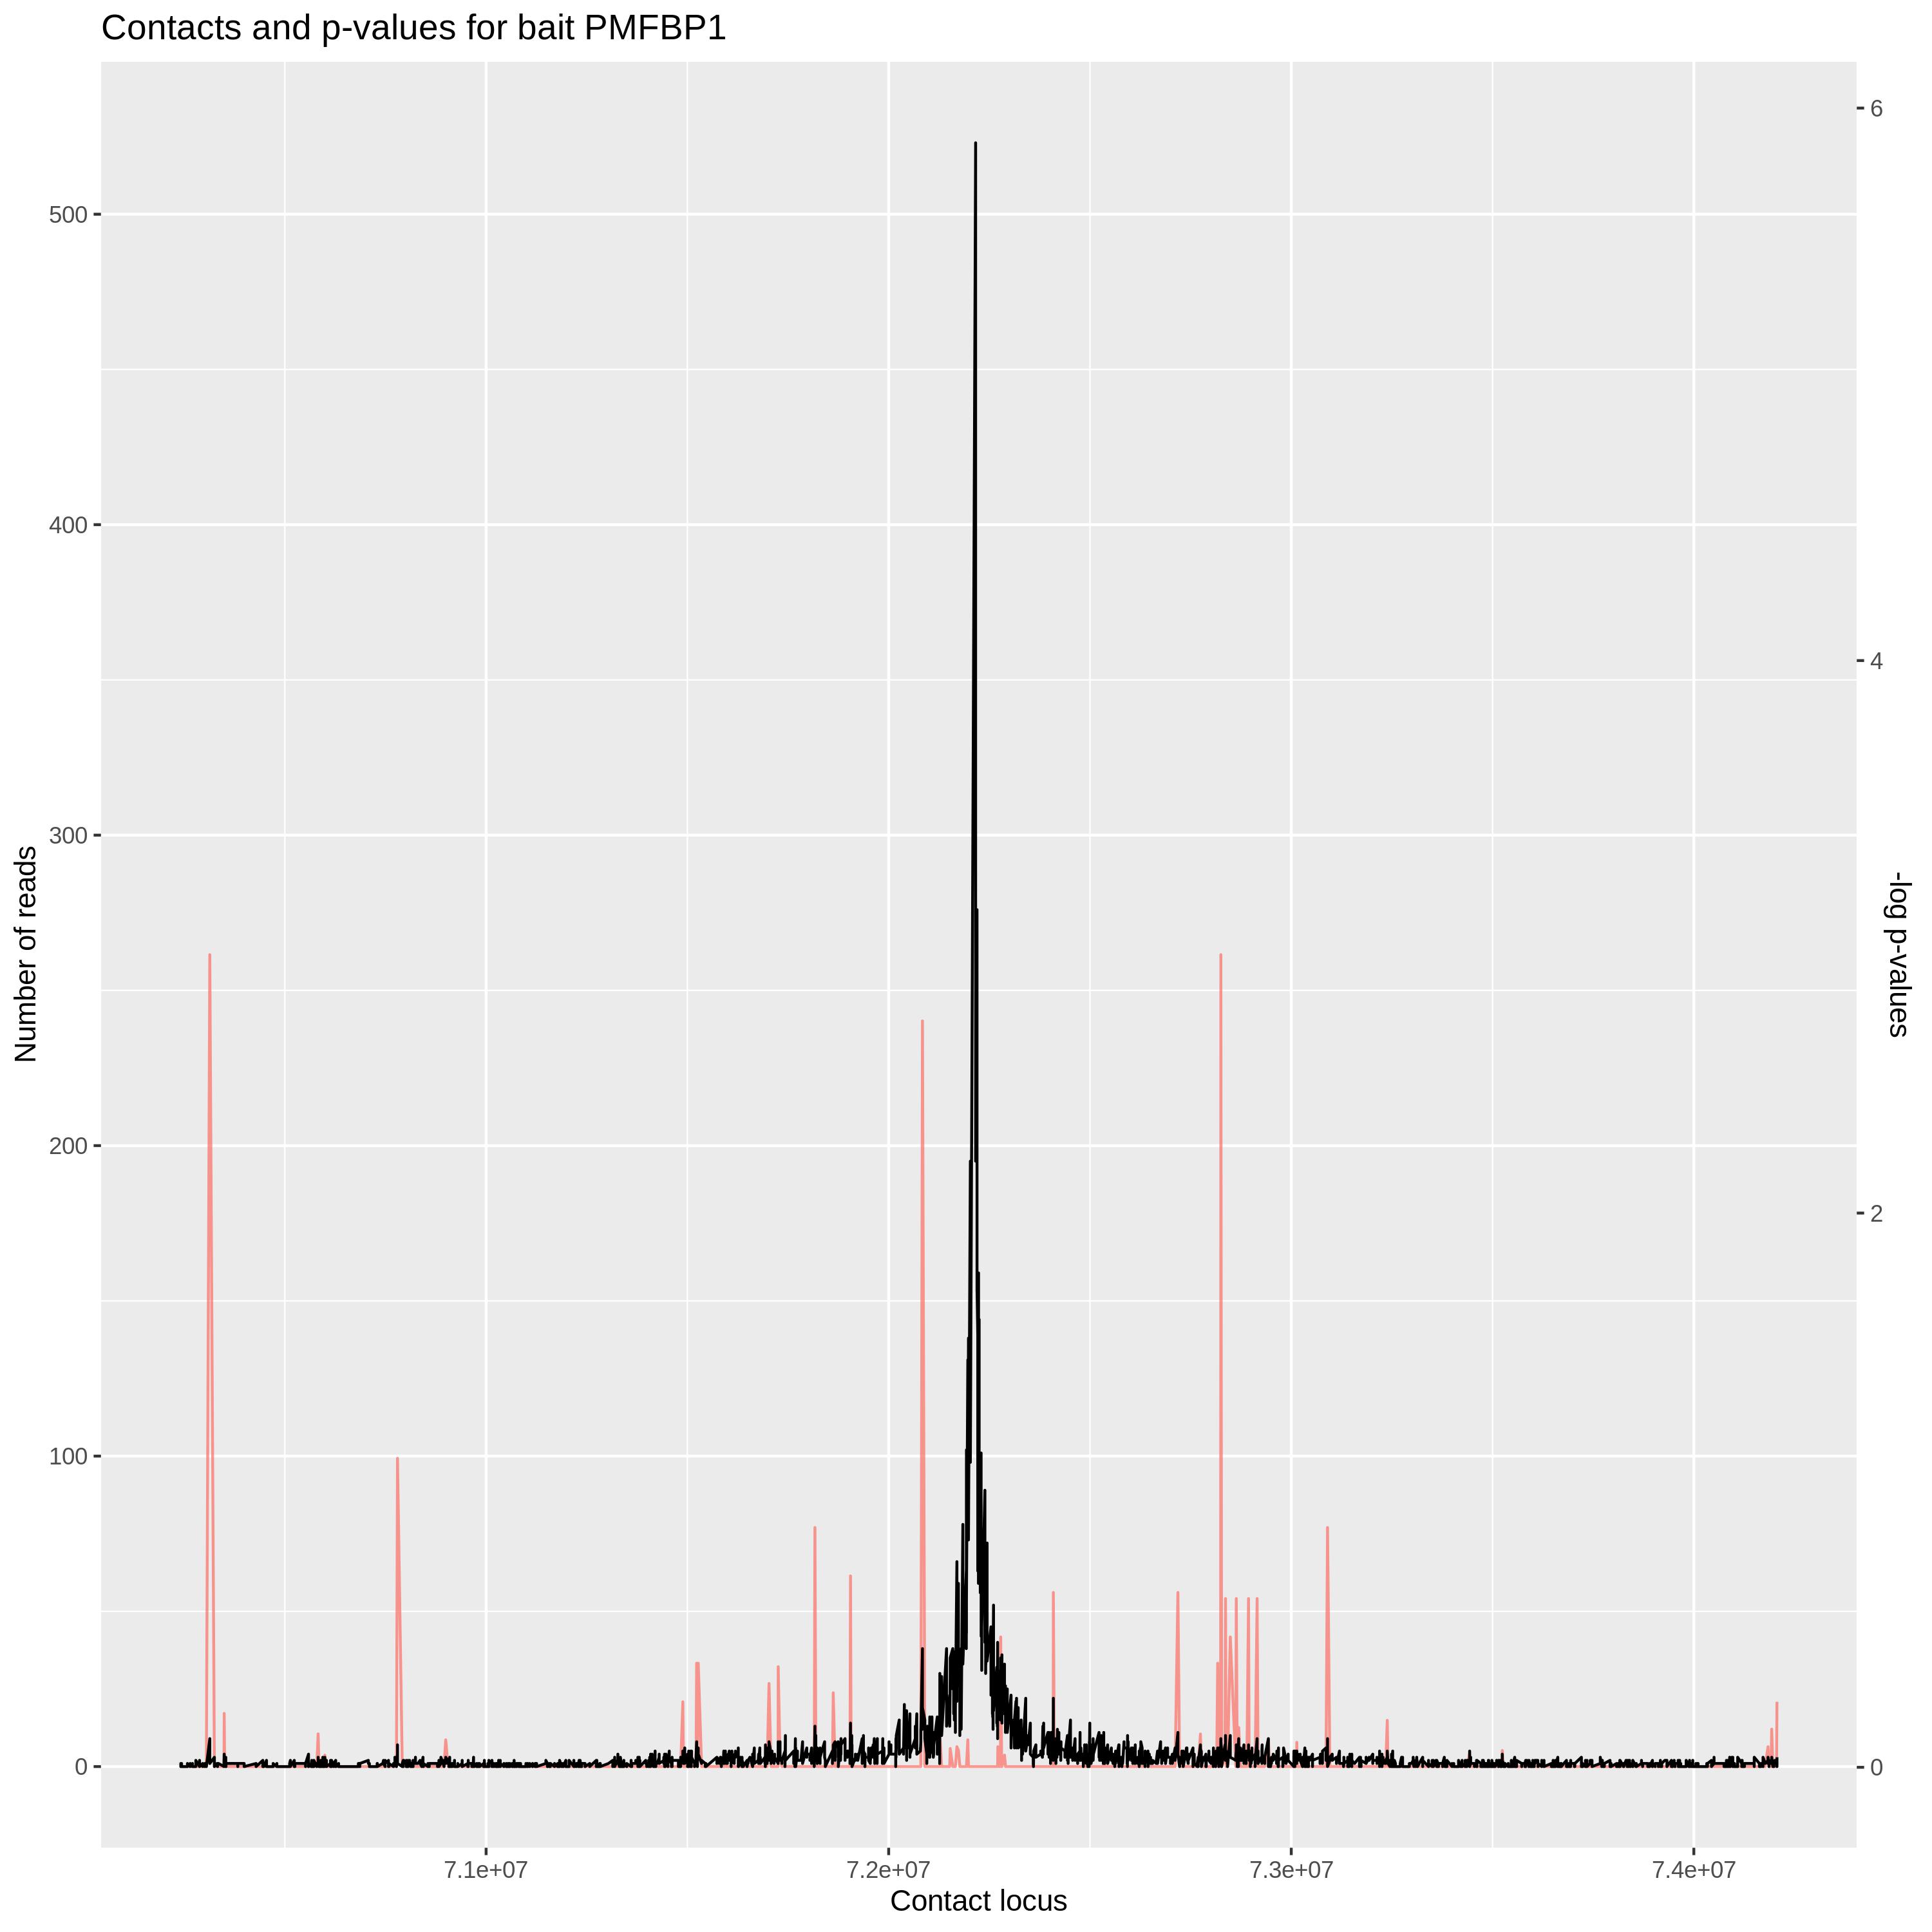 Contacts and p-values for bait PMFBP1
6
500
400
4
300
Number of reads
-log p-values
200
2
100
0
0
7.1e+07
7.2e+07
7.3e+07
7.4e+07
Contact locus